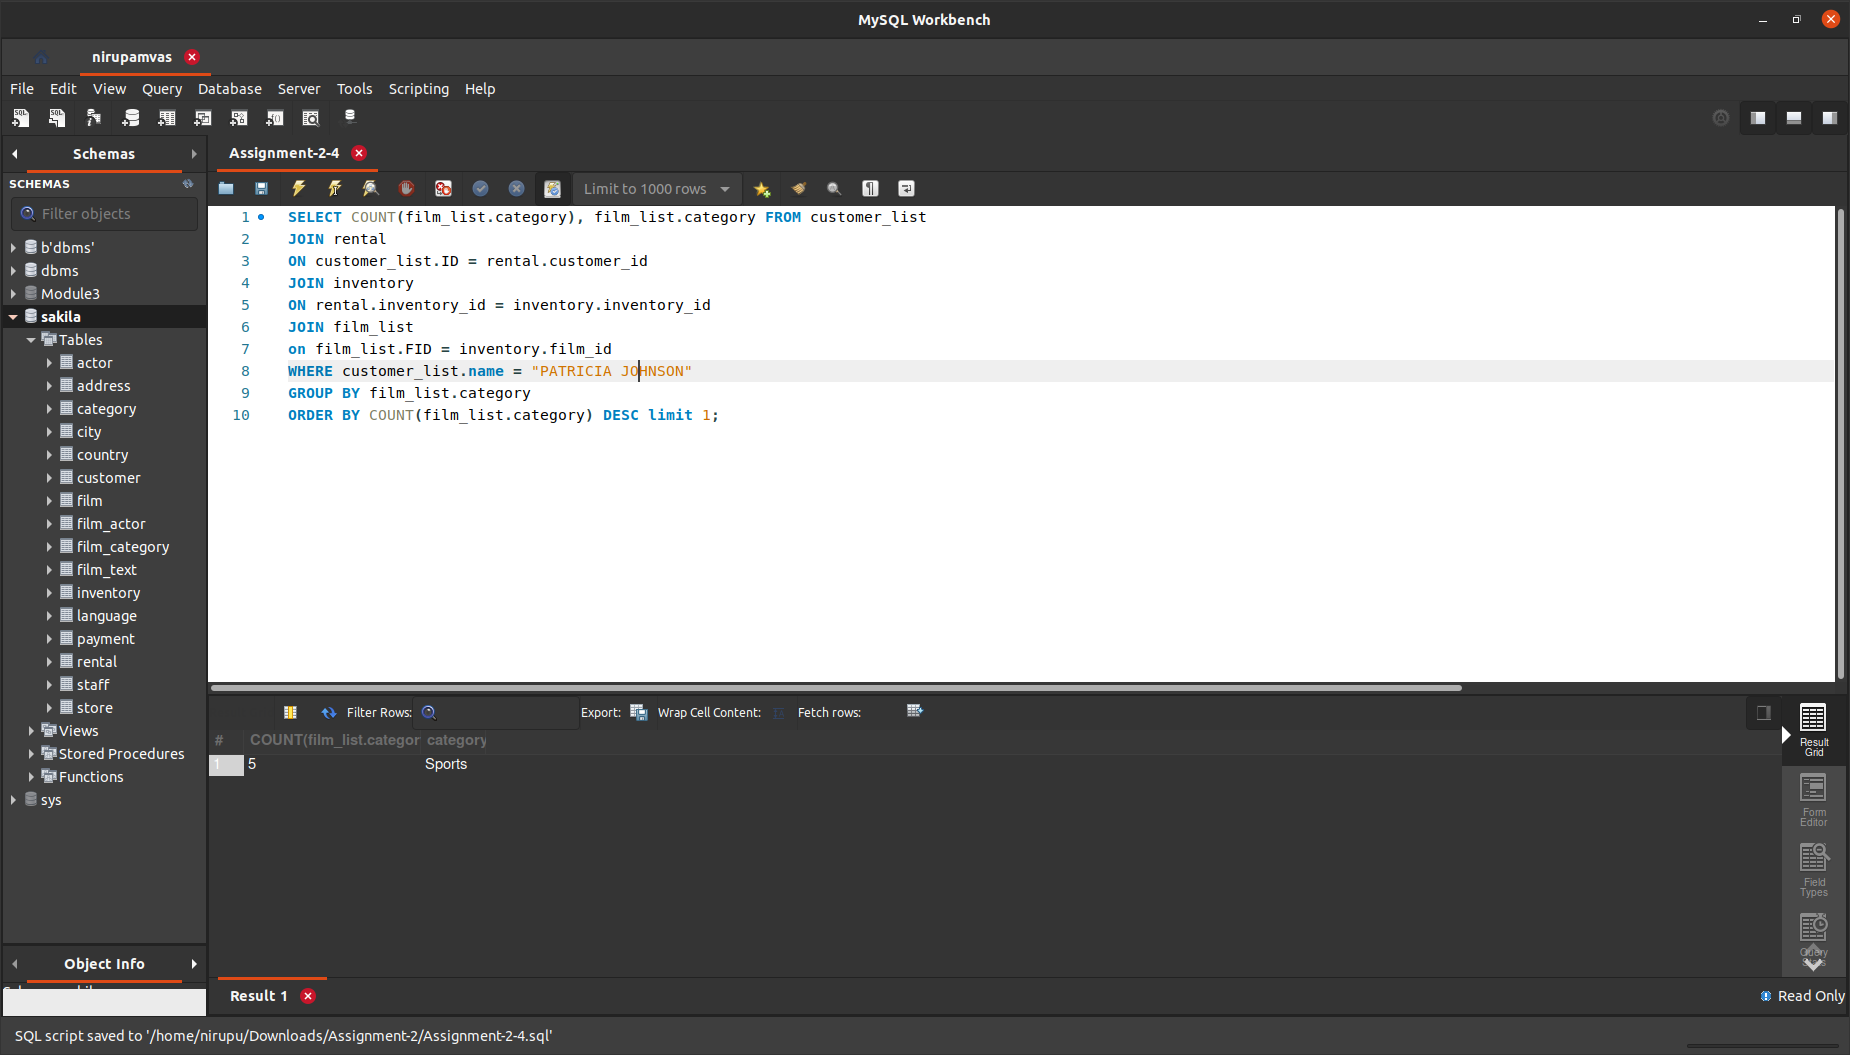 MySQL Workbench
nirupamvas
File Edit View Query Database Server Tools Scripting Help
Schemas
SCHEMAS
Filter objects
b'dbms'
dbms
Module3
sakila
Tables
actor
address
category
city
country
customer
film
film_actor
film_category
film_text
inventory
language
payment
rental
staff
store
Views
Stored Procedures
Functions
sys
Object Info
Assignment-2-4
Limit to 1000 rows
1 SELECT COUNT(film_list.category), film_list.category FROM customer_list
2 JOIN rental
3 ON customer_list.ID = rental.customer_id
4 JOIN inventory
5 ON rental.inventory_id = inventory.inventory_id
6 JOIN film_list
7 on film_list.FID = inventory.film_id
8 WHERE customer_list.name = "PATRICIA JOHNSON"
9 GROUP BY film_list.category
10 ORDER BY COUNT(film_list.category) DESC limit 1;
Filter Rows: Export: Wrap Cell Content: Fetch rows:
# COUNT(film_list.categor category
1 5 Sports
Result
Grid
Form
Editor
Field
Types
Query
Result 1
Read Only
SQL script saved to '/home/nirupu/Downloads/Assignment-2/Assignment-2-4.sql'